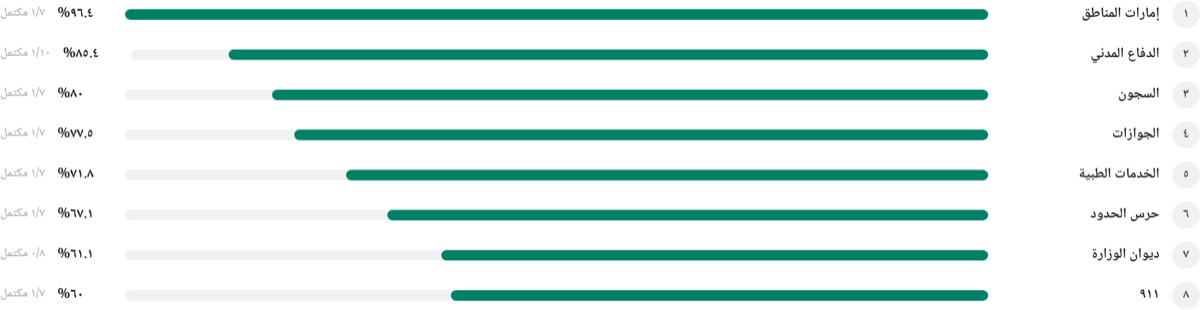 ١ إمارات المناطق ٩٦.٤% ١/٧ مكتمل
٢ الدفاع المدني ٨٥.٤% ١/١٠ مكتمل
٣ السجون ٨٠% ١/٧ مكتمل
٤ الجوازات ٧٧.٥% ١/٧ مكتمل
٥ الخدمات الطبية ٧١.٨% ١/٧ مكتمل
٦ حرس الحدود ٦٧.١% ١/٧ مكتمل
٧ ديوان الوزارة ٦١.١% ٠/٨ مكتمل
٨ ٩١١ ٦٠% ١/٧ مكتمل